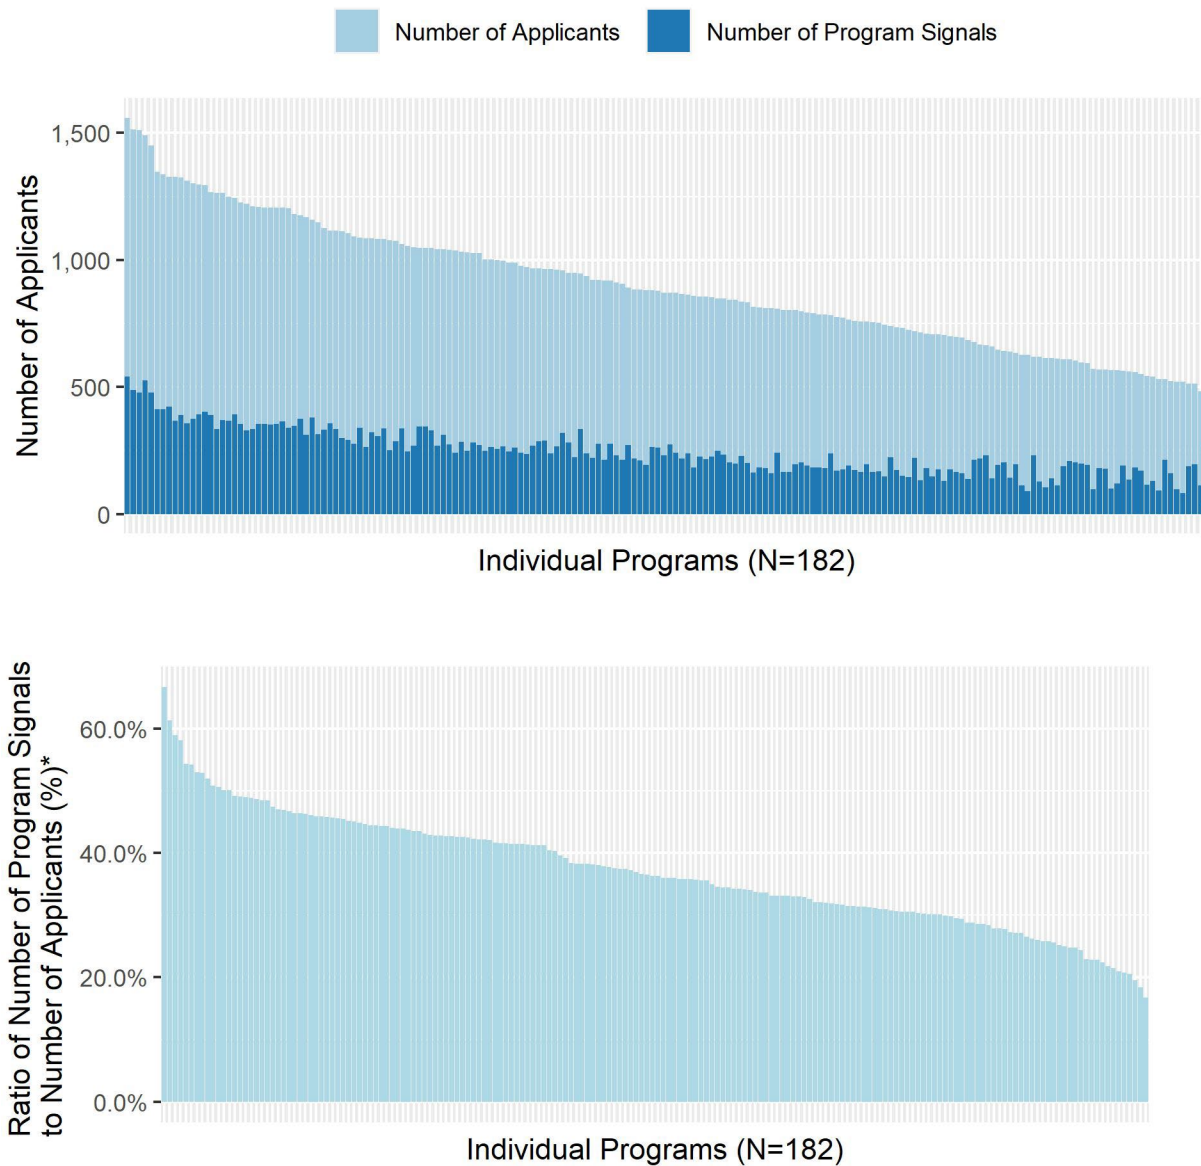 Number of Applicants
Number of Program Signals
Number of Applicants
1,500
1,000
500
0
Individual Programs (N=182)
Ratio of Number of Program Signals
to Number of Applicants (%)*
60.0%
40.0%
20.0%
0.0%
Individual Programs (N=182)